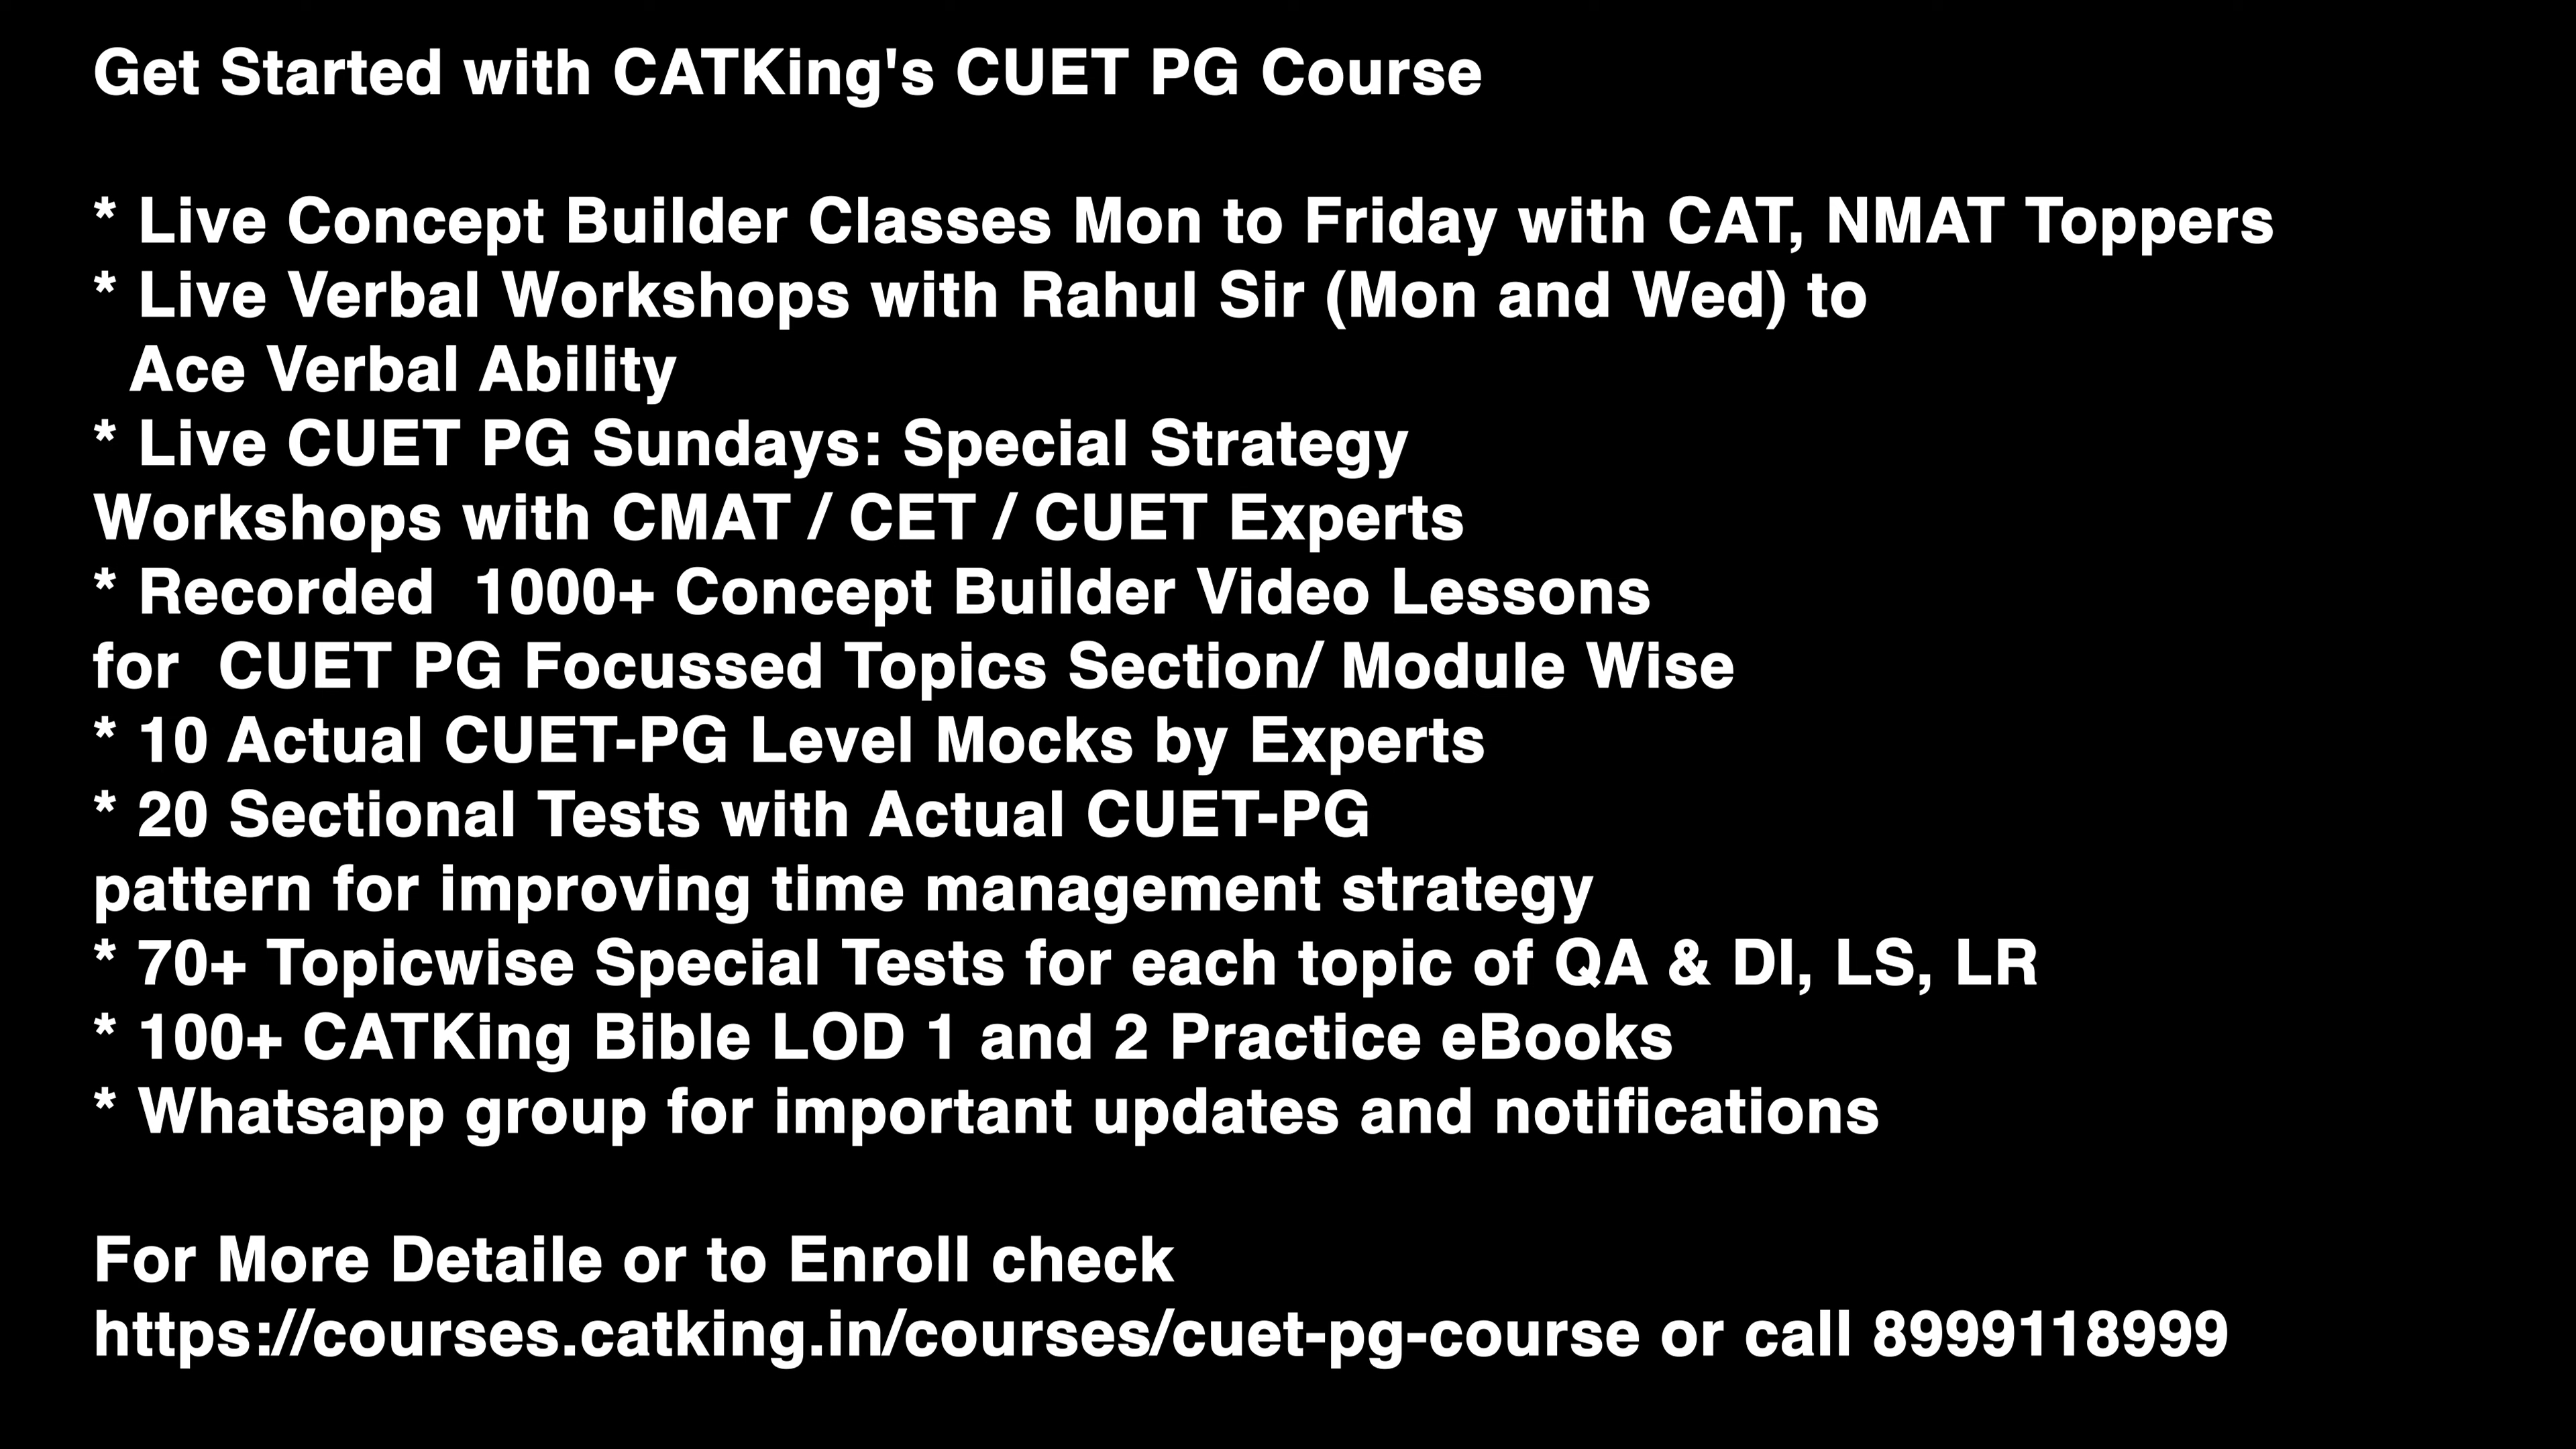 Get Started with CATKing's CUET PG Course
* Live Concept Builder Classes Mon to Friday with CAT, NMAT Toppers
* Live Verbal Workshops with Rahul Sir (Mon and Wed) to
Ace Verbal Ability
* Live CUET PG Sundays: Special Strategy
Workshops with CMAT / CET / CUET Experts
* Recorded  1000+ Concept Builder Video Lessons
for  CUET PG Focussed Topics Section/ Module Wise
* 10 Actual CUET-PG Level Mocks by Experts
* 20 Sectional Tests with Actual CUET-PG
pattern for improving time management strategy
* 70+ Topicwise Special Tests for each topic of QA & DI, LS, LR
* 100+ CATKing Bible LOD 1 and 2 Practice eBooks
* Whatsapp group for important updates and notifications
For More Detaile or to Enroll check
https://courses.catking.in/courses/cuet-pg-course or call 8999118999